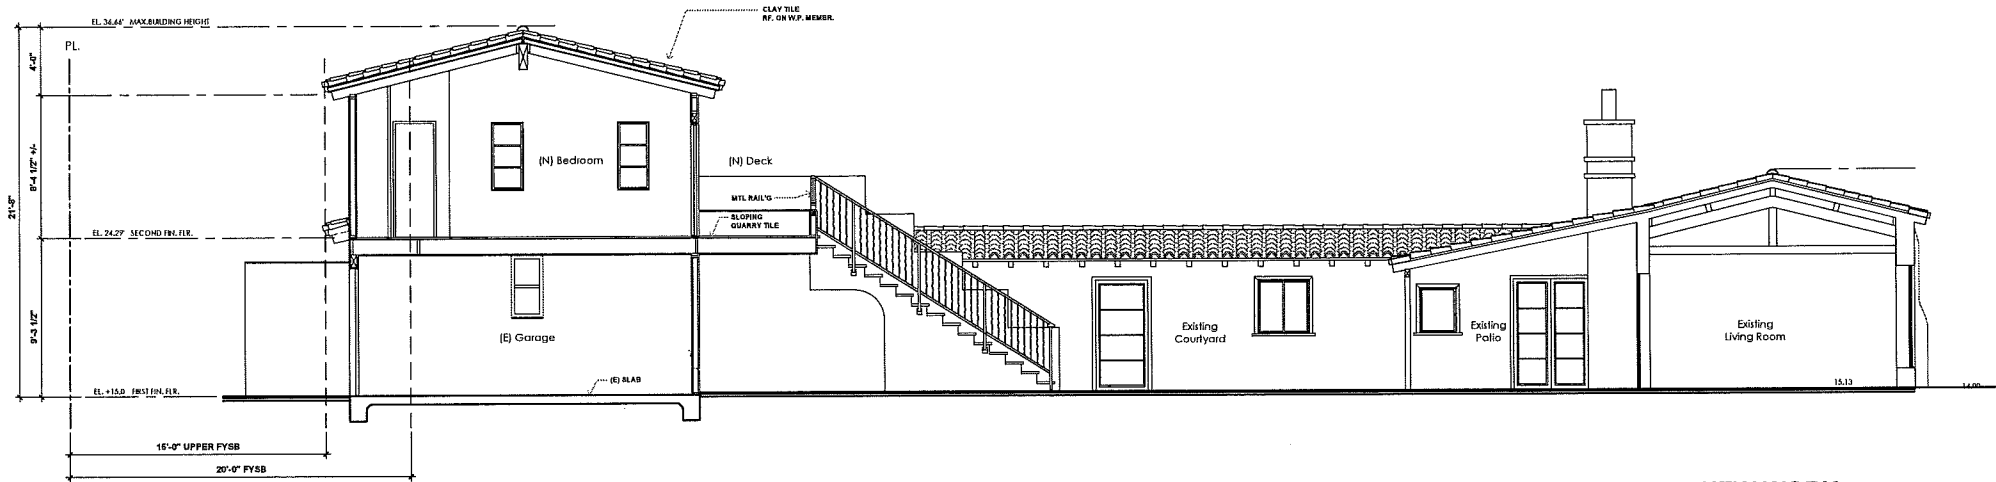 CLAY TILE
RF. ON W.P. MEMBR.
EL. 36.66' MAX.BUILDING HEIGHT
PL.
4'-0"
8'-4 1/2" +/-
21'-8"
9'-3 1/2"
(N) Bedroom
(N) Deck
MTL RAIL'G
SLOPING
QUARRY TILE
EL. 24.29' SECOND FIN. FLR.
(E) Garage
Existing
Courtyard
Existing
Patio
Existing
Living Room
(E) SLAB
EL. +15.0 FIRST FIN. FLR.
15.13
14.00
15'-0" UPPER FYSB
20'-0" FYSB